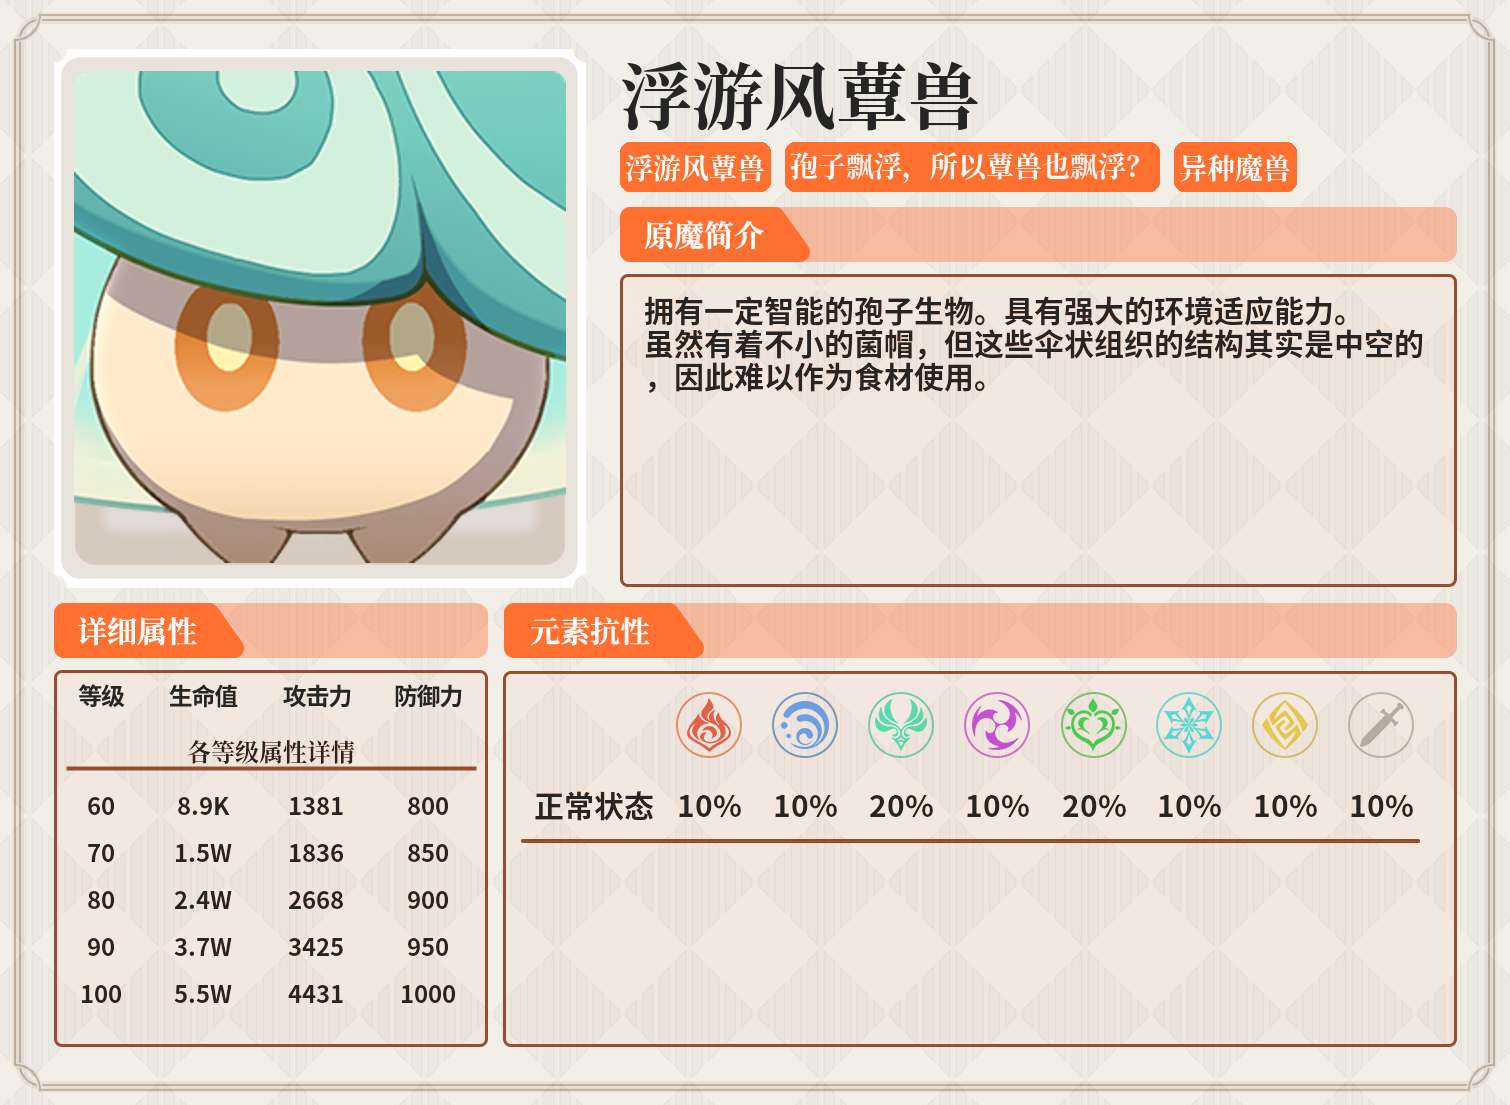 浮游风蕈兽
浮游风蕈兽 孢子飘浮，所以蕈兽也飘浮？ 异种魔兽
原魔简介
拥有一定智能的孢子生物。具有强大的环境适应能力。
虽然有着不小的菌帽，但这些伞状组织的结构其实是中空的
，因此难以作为食材使用。
详细属性
等级 生命值 攻击力 防御力
各等级属性详情
60 8.9K 1381 800
70 1.5W 1836 850
80 2.4W 2668 900
90 3.7W 3425 950
100 5.5W 4431 1000
元素抗性
正常状态 10% 10% 20% 10% 20% 10% 10% 10%